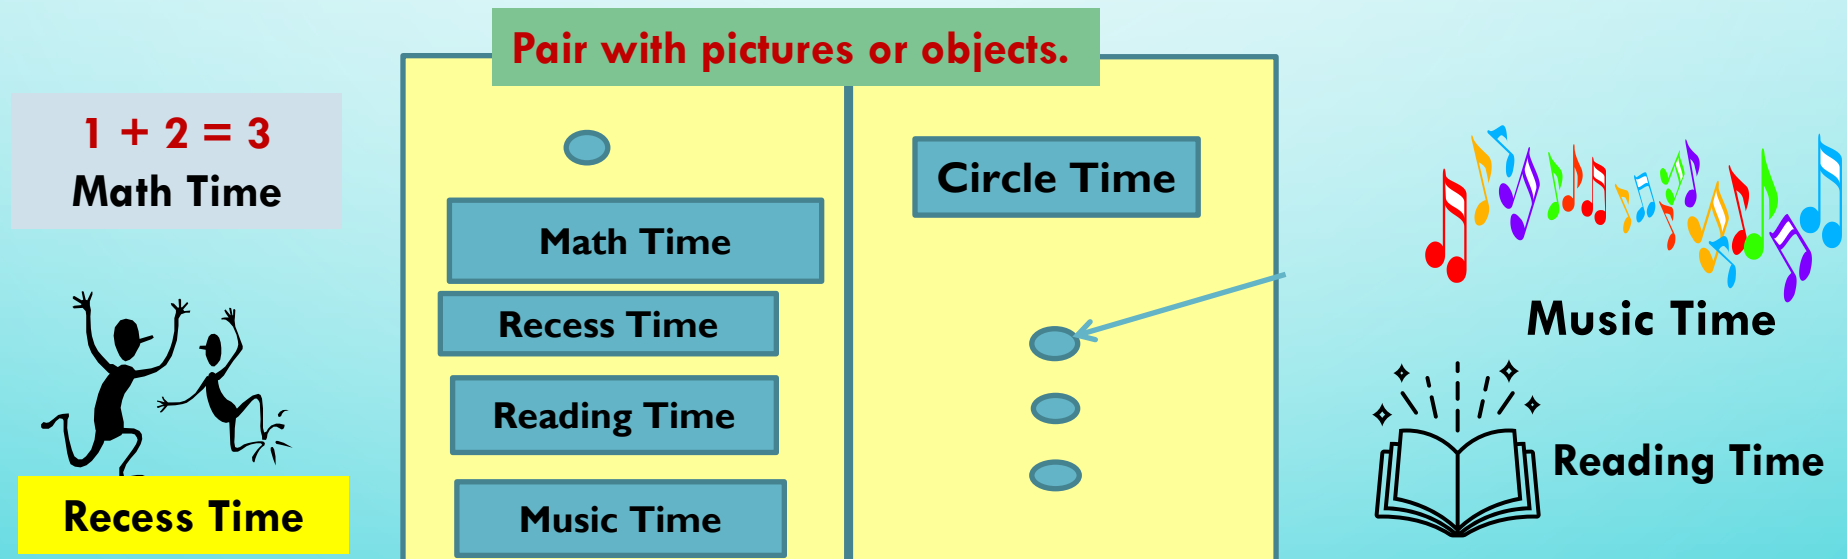 Pair with pictures or objects.
1 + 2 = 3
Math Time
Recess Time
Math Time
Recess Time
Reading Time
Music Time
Circle Time
Music Time
Reading Time